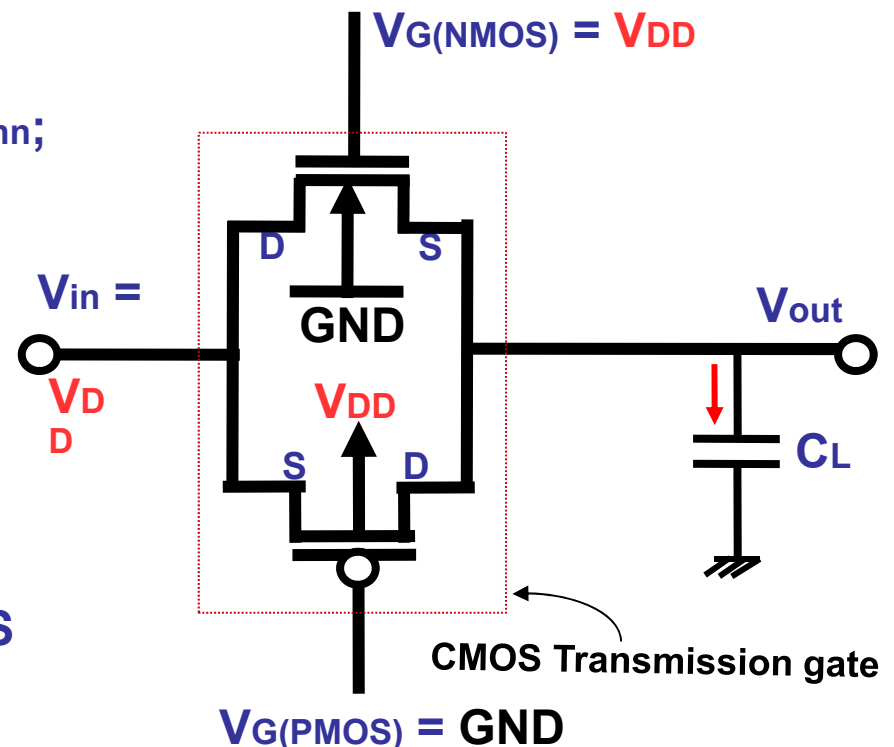 VG(NMOS) = VDD
nn;
D
S
Vin =
GND
Vout
VD
D
VDD
S
D
CL
S
CMOS Transmission gate
VG(PMOS) = GND